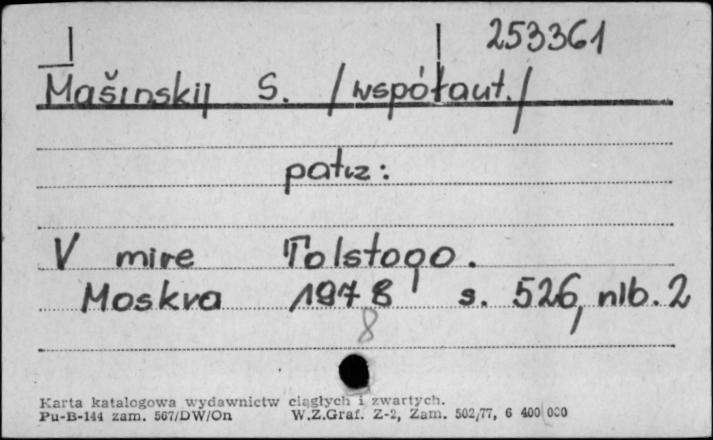 253361
Mašinskij S. /współaut./
patrz:
V mire Tolstogo.
Moskva 1978 s. 526, nlb. 2
8
Karta katalogowa wydawnictw ciągłych i zwartych.
Pu-B-144 zam. 567/DW/On W.Z.Graf. Z-2, Zam. 502/77, 6 400 000